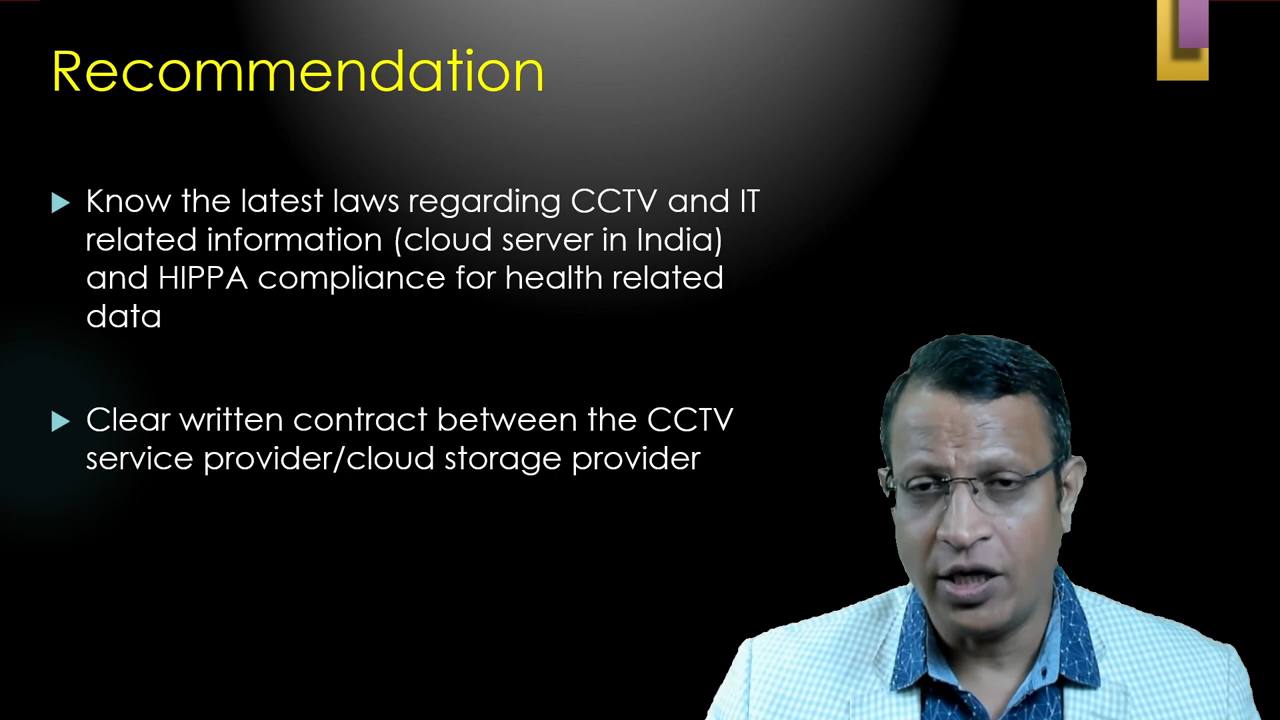 Recommendation
Know the latest laws regarding CCTV and IT
related information (cloud server in India)
and HIPPA compliance for health related
data
Clear written contract between the CCTV
service provider/cloud storage provider